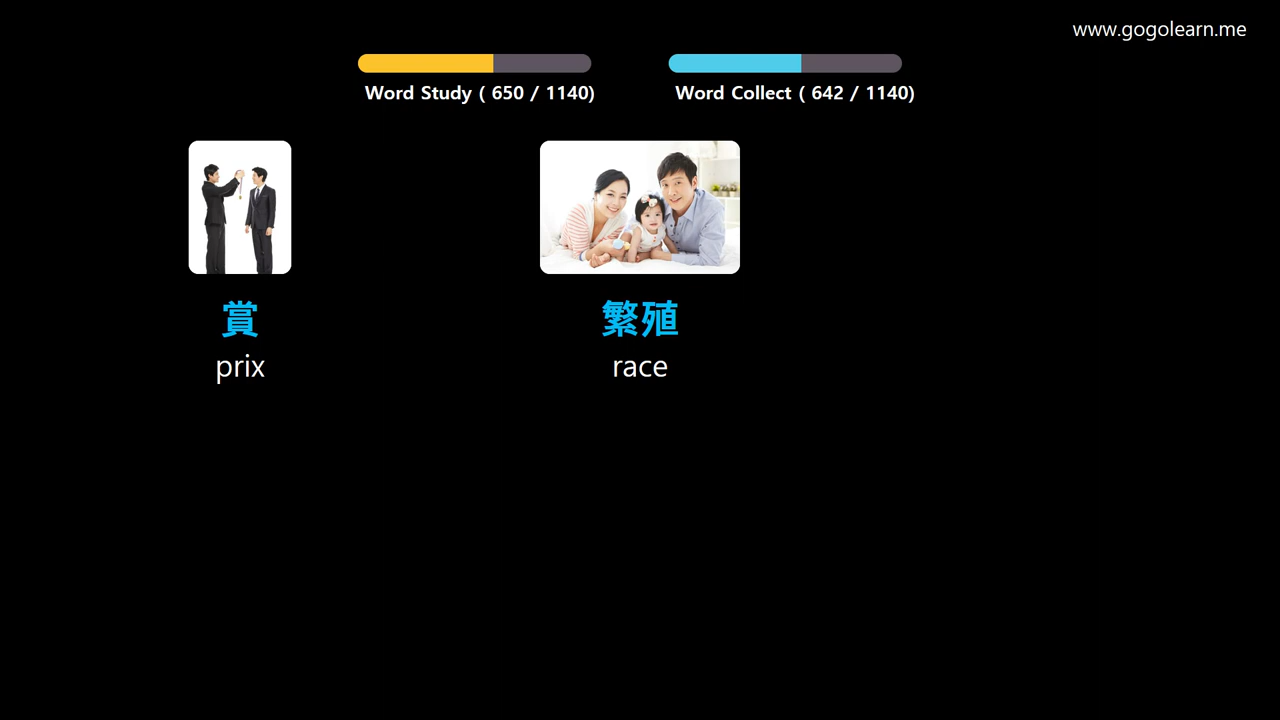 www.gogolearn.me
Word Study ( 650 / 1140)
Word Collect ( 642 / 1140)
賞
prix
繁殖
race